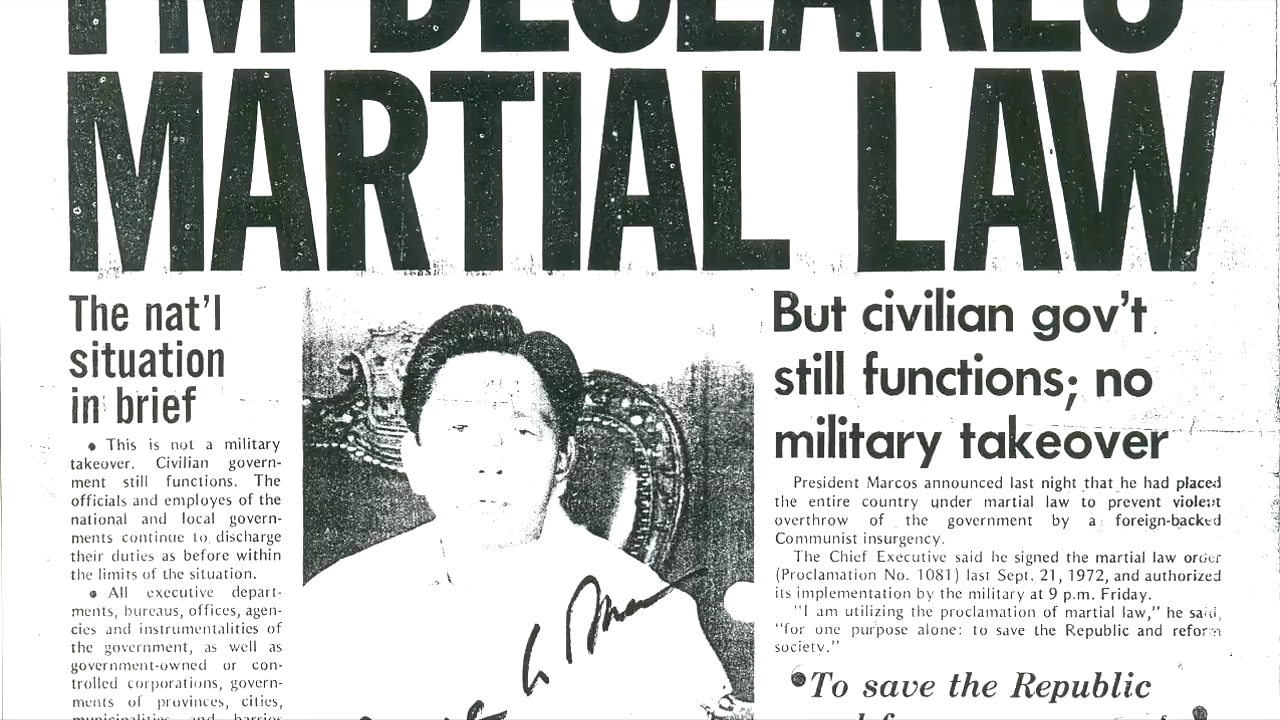 FM DECLARES
MARTIAL LAW
The nat'l
situation
in brief
• This is not a military
takeover. Civilian govern-
ment still functions. The
officials and employes of the
national and local govern-
ments continue to discharge
their duties as before within
the limits of the situation.
• All executive depart-
ments, bureaus, offices, agen-
cies and instrumentalities of
the government, as well as
government-owned or con-
trolled corporations, govern-
ments of provinces, cities,
municipalities and barrios
But civilian gov't
still functions; no
military takeover
President Marcos announced last night that he had placed
the entire country under martial law to prevent violent
overthrow of the government by a foreign-backed
Communist insurgency.
The Chief Executive said he signed the martial law order
(Proclamation No. 1081) last Sept. 21, 1972, and authorized
its implementation by the military at 9 p.m. Friday.
"I am utilizing the proclamation of martial law," he said,
"for one purpose alone: to save the Republic and reform
society."
To save the Republic